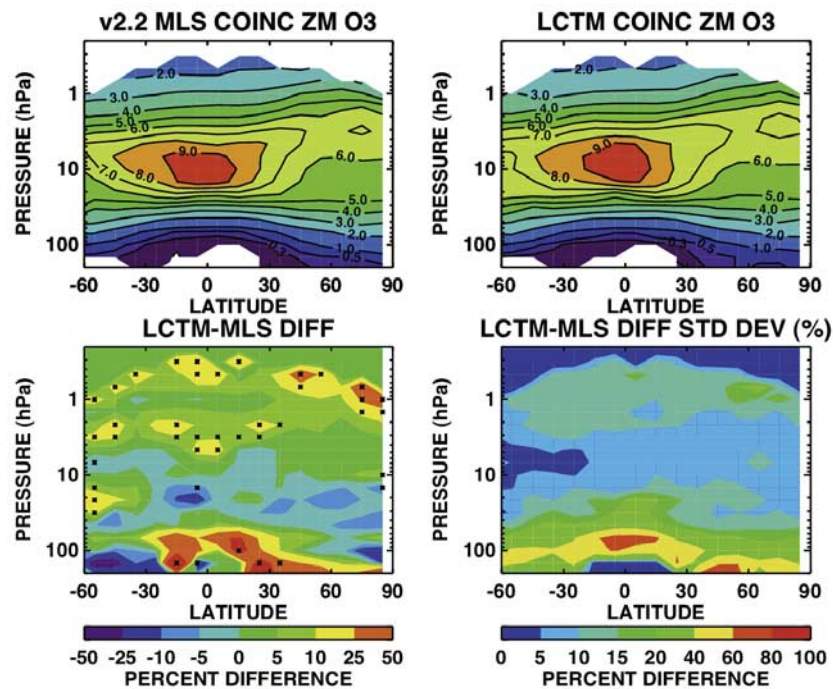 v2.2 MLS COINC ZM O3
LCTM COINC ZM O3
PRESSURE (hPa)
1
10
100
2.0
3.0
4.0
5.0
6.0
9.0
7.0
8.0
6.0
5.0
4.0
3.0
2.0
1.0
0.5
0.3
-60 -30 0 30 60 90
LATITUDE
PRESSURE (hPa)
1
10
100
2.0
3.0
4.0
5.0
6.0
7.0
9.0
8.0
6.0
5.0
4.0
3.0
2.0
1.0
0.3
0.5
-60 -30 0 30 60 90
LATITUDE
LCTM-MLS DIFF
LCTM-MLS DIFF STD DEV (%)
PRESSURE (hPa)
1
10
100
-60 -30 0 30 60 90
LATITUDE
PRESSURE (hPa)
1
10
100
-60 -30 0 30 60 90
LATITUDE
-50 -25 -10 -5 0 5 10 25 50
PERCENT DIFFERENCE
0 5 10 15 20 40 60 80 100
PERCENT DIFFERENCE